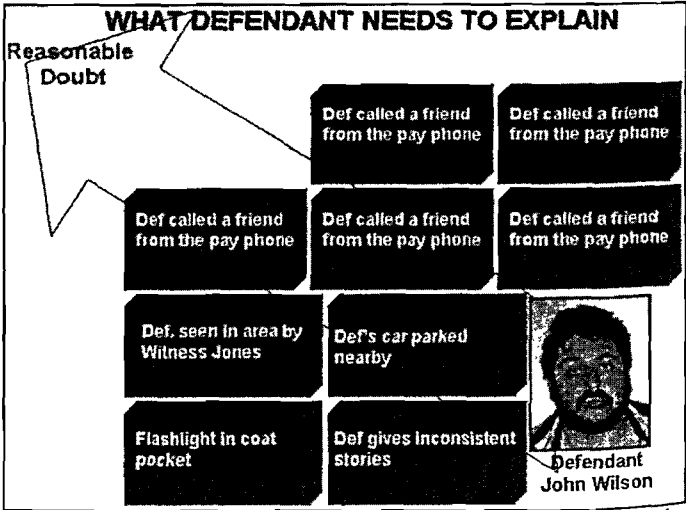 WHAT DEFENDANT NEEDS TO EXPLAIN
Reasonable
Doubt
Def called a friend
from the pay phone
Def called a friend
from the pay phone
Def called a friend
from the pay phone
Def called a friend
from the pay phone
Def called a friend
from the pay phone
Def. seen in area by
Witness Jones
Def's car parked
nearby
Flashlight in coat
pocket
Def gives inconsistent
stories
Defendant
John Wilson